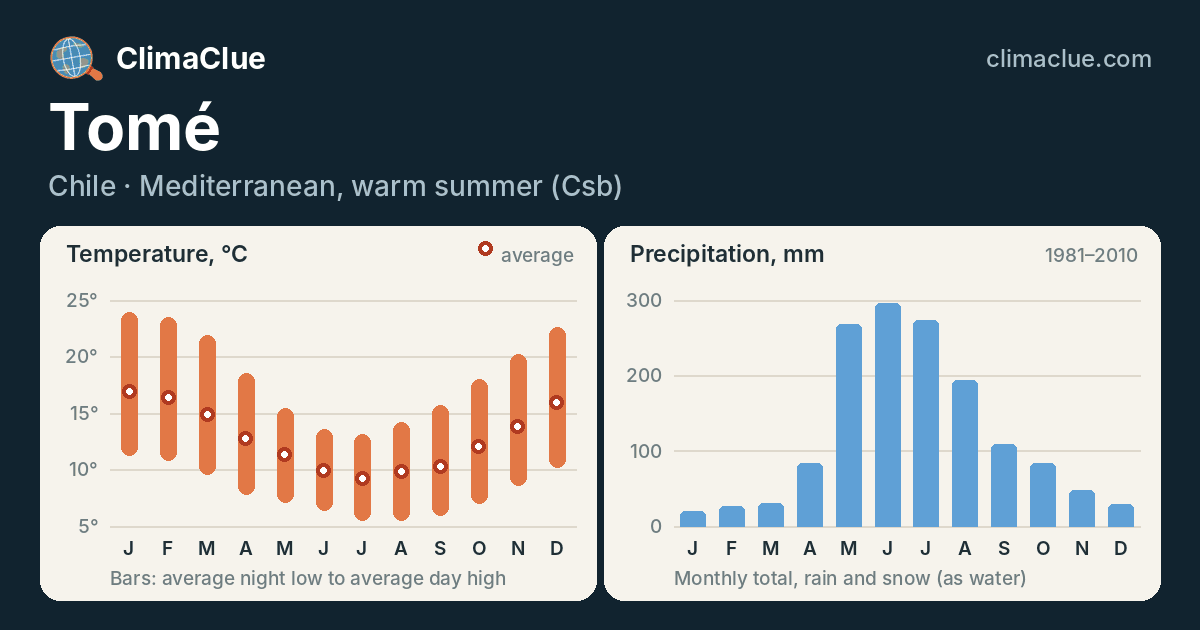 ClimaClue
climaclue.com
Tomé
Chile · Mediterranean, warm summer (Csb)
Temperature, °C
average
25°
20°
15°
10°
5°
J F M A M J J A S O N D
Bars: average night low to average day high
Precipitation, mm
1981–2010
300
200
100
0
J F M A M J J A S O N D
Monthly total, rain and snow (as water)